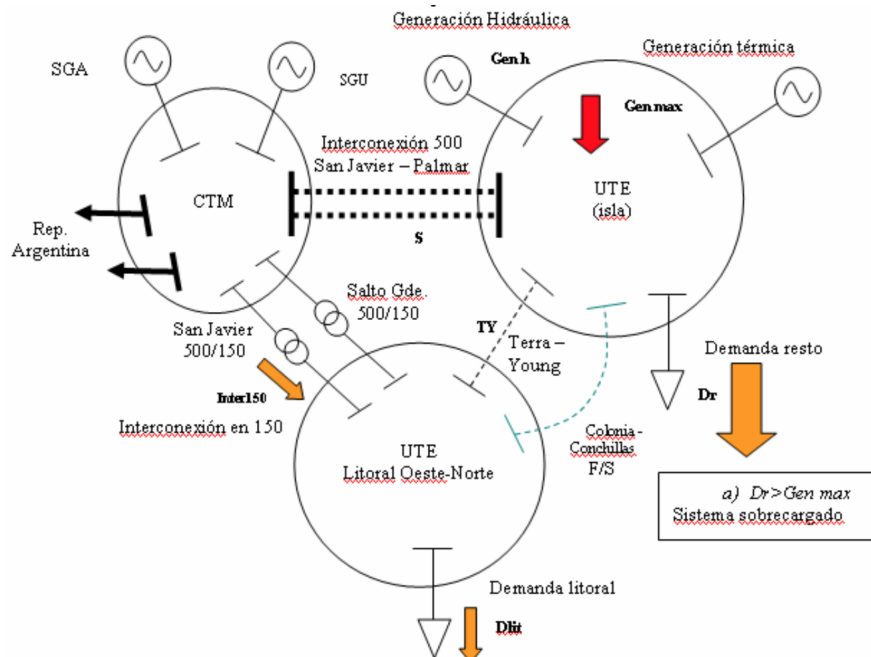 Generación Hidráulica
Gen h
Generación térmica
SGA
SGU
Gen max
Interconexión 500
San Javier – Palmar
CTM
UTE
(isla)
Rep.
Argentina
S
Salto Gde.
500/150
San Javier
500/150
TY
Terra –
Young
Demanda resto
Dr
Inter150
Interconexión en 150
UTE
Litoral Oeste-Norte
Colonia -
Conchillas
F/S
a) Dr>Gen max
Sistema sobrecargado
Demanda litoral
Dlit